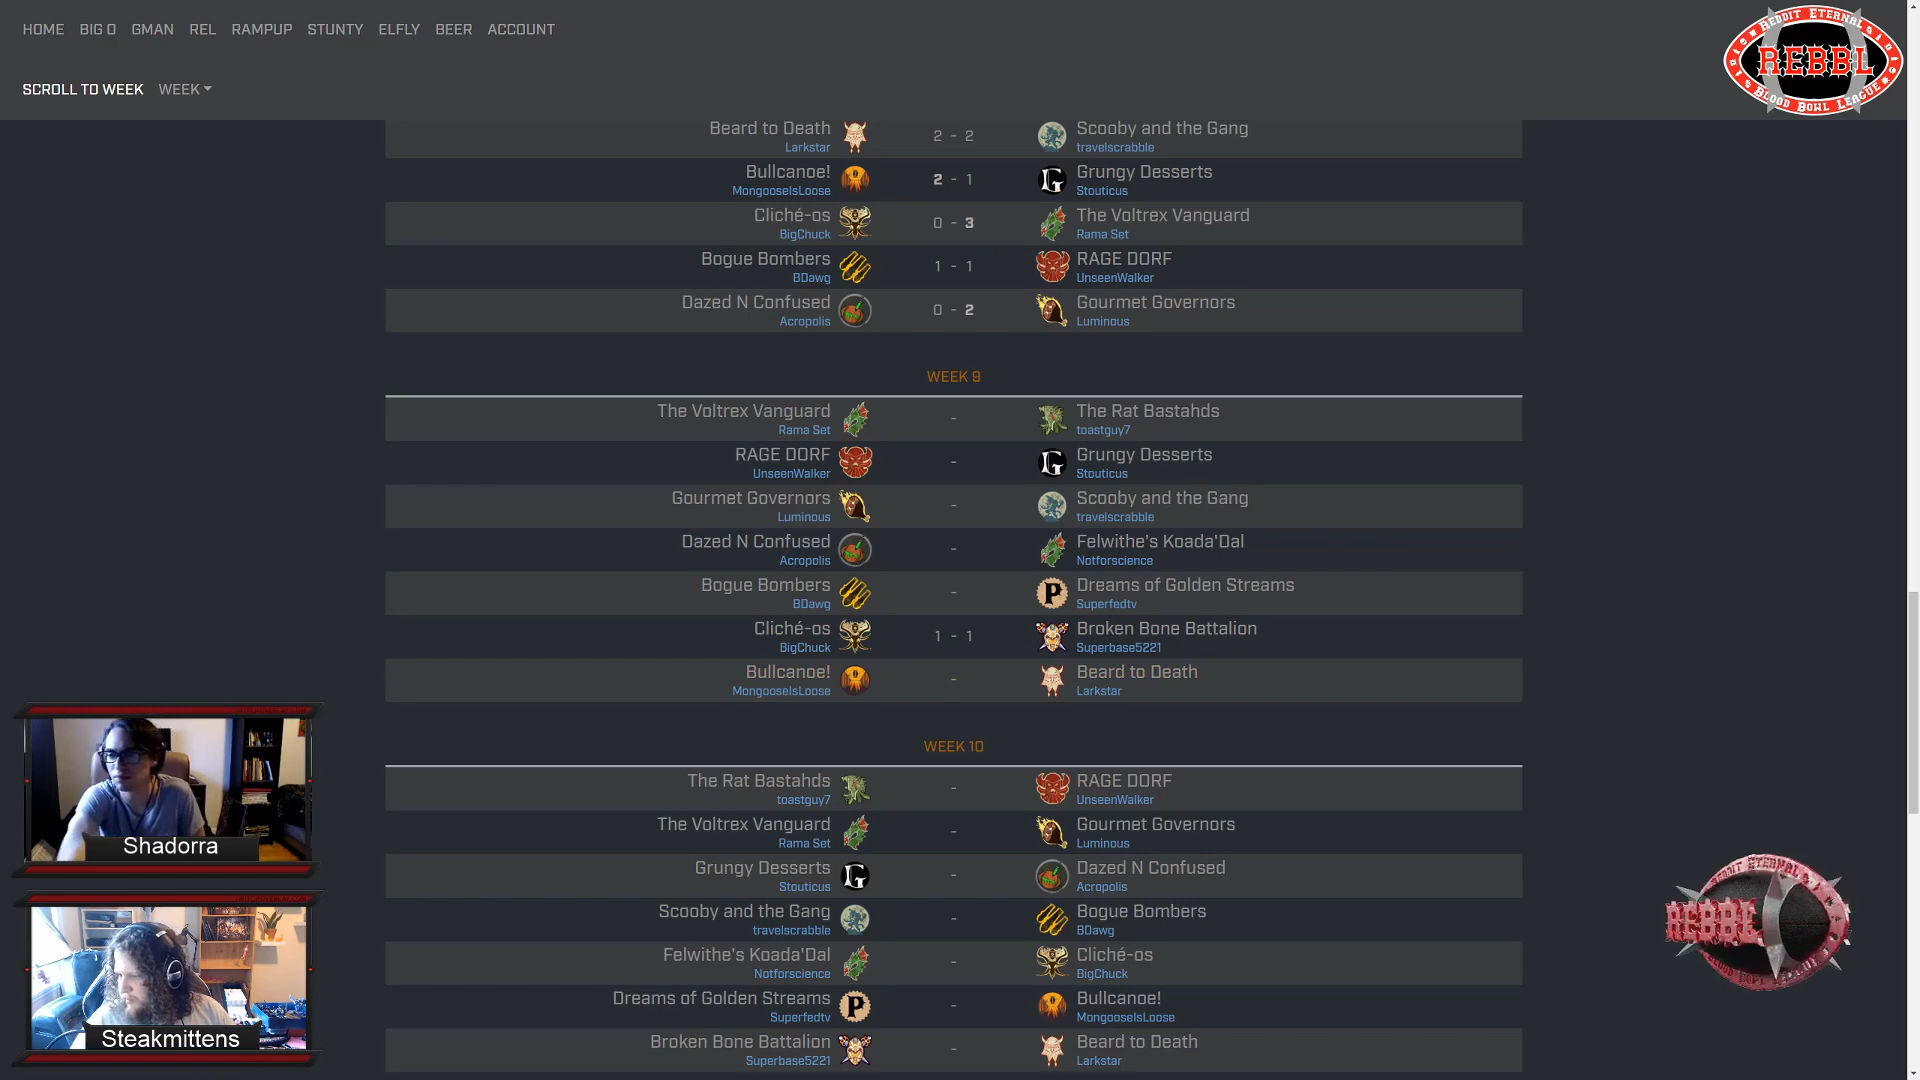 HOME BIG O GMAN REL RAMPUP STUNTY ELFLY BEER ACCOUNT
REDDIT ETERNAL
REBBL
BLOOD BOWL LEAGUE
SCROLL TO WEEK WEEK
Beard to Death 2 - 2 Scooby and the Gang
Larkstar travelscrabble
Bullcanoe! 2 - 1 Grungy Desserts
MongooseIsLoose Stouticus
Cliché-os 0 - 3 The Voltrex Vanguard
BigChuck Rama Set
Bogue Bombers 1 - 1 RAGE DORF
BDawg UnseenWalker
Dazed N Confused 0 - 2 Gourmet Governors
Acropolis Luminous
WEEK 9
The Voltrex Vanguard - The Rat Bastahds
Rama Set toastguy7
RAGE DORF - Grungy Desserts
UnseenWalker Stouticus
Gourmet Governors - Scooby and the Gang
Luminous travelscrabble
Dazed N Confused - Felwithe's Koada'Dal
Acropolis Notforscience
Bogue Bombers - Dreams of Golden Streams
BDawg Superfedtv
Cliché-os 1 - 1 Broken Bone Battalion
BigChuck Superbase5221
Bullcanoe! - Beard to Death
MongooseIsLoose Larkstar
WEEK 10
The Rat Bastahds - RAGE DORF
toastguy7 UnseenWalker
The Voltrex Vanguard - Gourmet Governors
Rama Set Luminous
Grungy Desserts - Dazed N Confused
Stouticus Acropolis
Scooby and the Gang - Bogue Bombers
travelscrabble BDawg
Felwithe's Koada'Dal - Cliché-os
Notforscience BigChuck
Dreams of Golden Streams - Bullcanoe!
Superfedtv MongooseIsLoose
Broken Bone Battalion - Beard to Death
Superbase5221 Larkstar
Shadorra
Steakmittens
REBBL